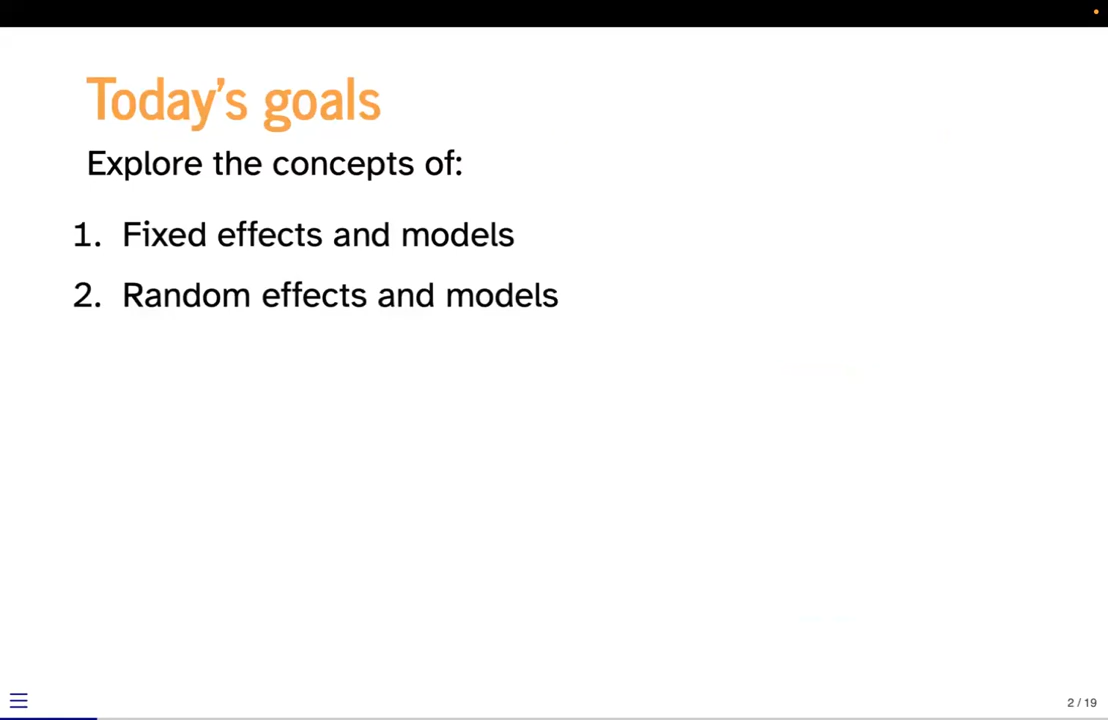 Today's goals
Explore the concepts of:
1. Fixed effects and models
2. Random effects and models
2 / 19